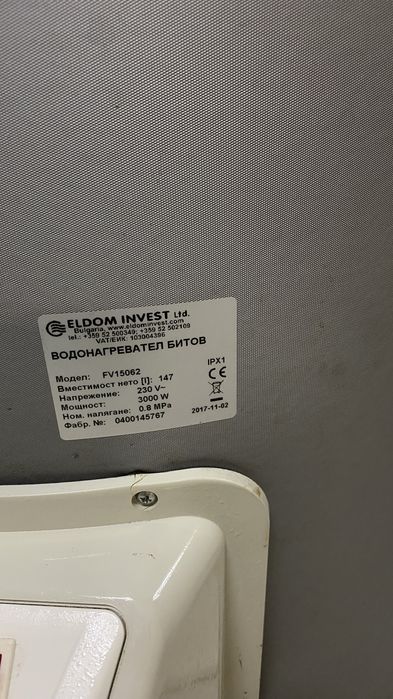 ELDOM INVEST Ltd.
Bulgaria, www.eldominvest.com
tel.: +359 52 500349; +359 52 502109
VAT/ЕИК: 103004396
ВОДОНАГРЕВАТЕЛ БИТОВ
Модел: FV15062 IPX1
Вместимост нето [l]: 147 CE
Напрежение: 230 V~
Мощност: 3000 W
Ном. налягане: 0.8 MPa 2017-11-02
Фабр. №: 0400145767